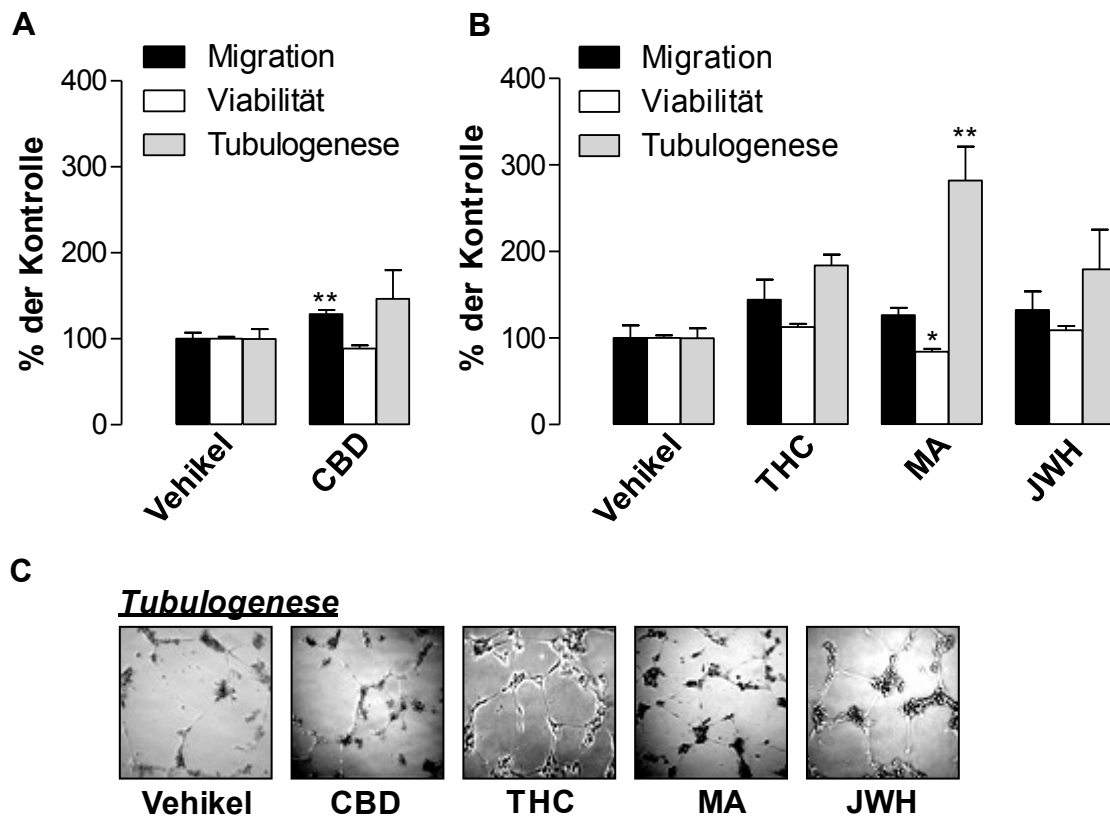 A
Migration
Viabilität
Tubulogenese
% der Kontrolle
400
300
200
100
0
**
Vehikel
CBD
B
Migration
Viabilität
Tubulogenese
% der Kontrolle
400
300
200
100
0
**
*
Vehikel
THC
MA
JWH
C
Tubulogenese
Vehikel
CBD
THC
MA
JWH